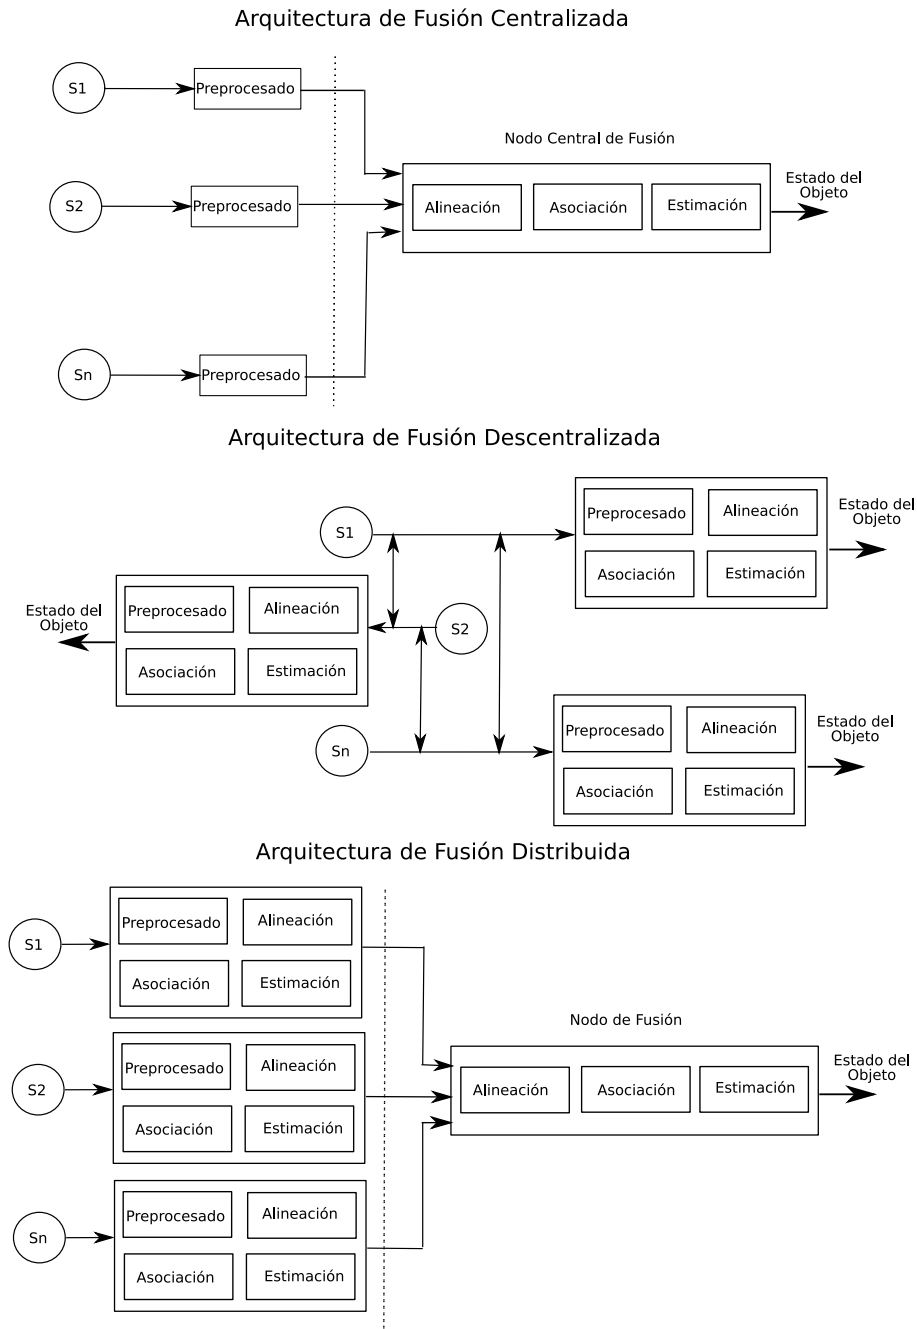 Arquitectura de Fusión Centralizada
S1
Preprocesado
Nodo Central de Fusión
S2
Preprocesado
Alineación
Asociación
Estimación
Estado del
Objeto
Sn
Preprocesado
Arquitectura de Fusión Descentralizada
S1
Preprocesado
Alineación
Asociación
Estimación
Estado del
Objeto
Estado del
Objeto
Preprocesado
Alineación
Asociación
Estimación
S2
Sn
Preprocesado
Alineación
Asociación
Estimación
Estado del
Objeto
Arquitectura de Fusión Distribuida
S1
Preprocesado
Alineación
Asociación
Estimación
S2
Preprocesado
Alineación
Asociación
Estimación
Sn
Preprocesado
Alineación
Asociación
Estimación
Nodo de Fusión
Alineación
Asociación
Estimación
Estado del
Objeto